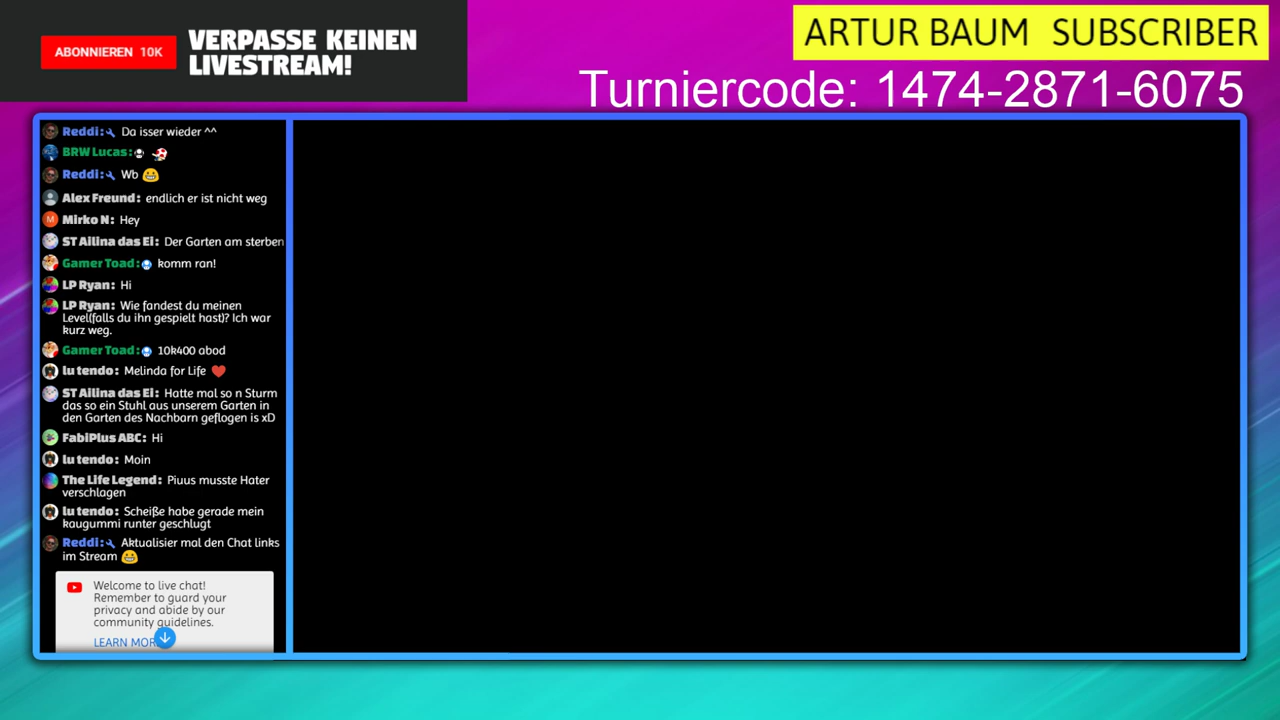 ABONNIEREN 10K
VERPASSE KEINEN
LIVESTREAM!
ARTUR BAUM SUBSCRIBER
Turniercode: 1474-2871-6075
Reddi: Da isser wieder ^^
BRW Lucas:
Reddi: Wb
Alex Freund: endlich er ist nicht weg
M Mirko N: Hey
ST Ailina das Ei: Der Garten am sterben
Gamer Toad: komm ran!
LP Ryan: Hi
LP Ryan: Wie fandest du meinen
Level(falls du ihn gespielt hast)? Ich war
kurz weg.
Gamer Toad: 10k400 abod
lu tendo: Melinda for Life ❤️
ST Ailina das Ei: Hatte mal so n Sturm
das so ein Stuhl aus unserem Garten in
den Garten des Nachbarn geflogen is xD
FabiPlus ABC: Hi
lu tendo: Moin
The Life Legend: Piuus musste Hater
verschlagen
lu tendo: Scheiße habe gerade mein
kaugummi runter geschlugt
Reddi: Aktualisier mal den Chat links
im Stream
Welcome to live chat!
Remember to guard your
privacy and abide by our
community guidelines.
LEARN MOR